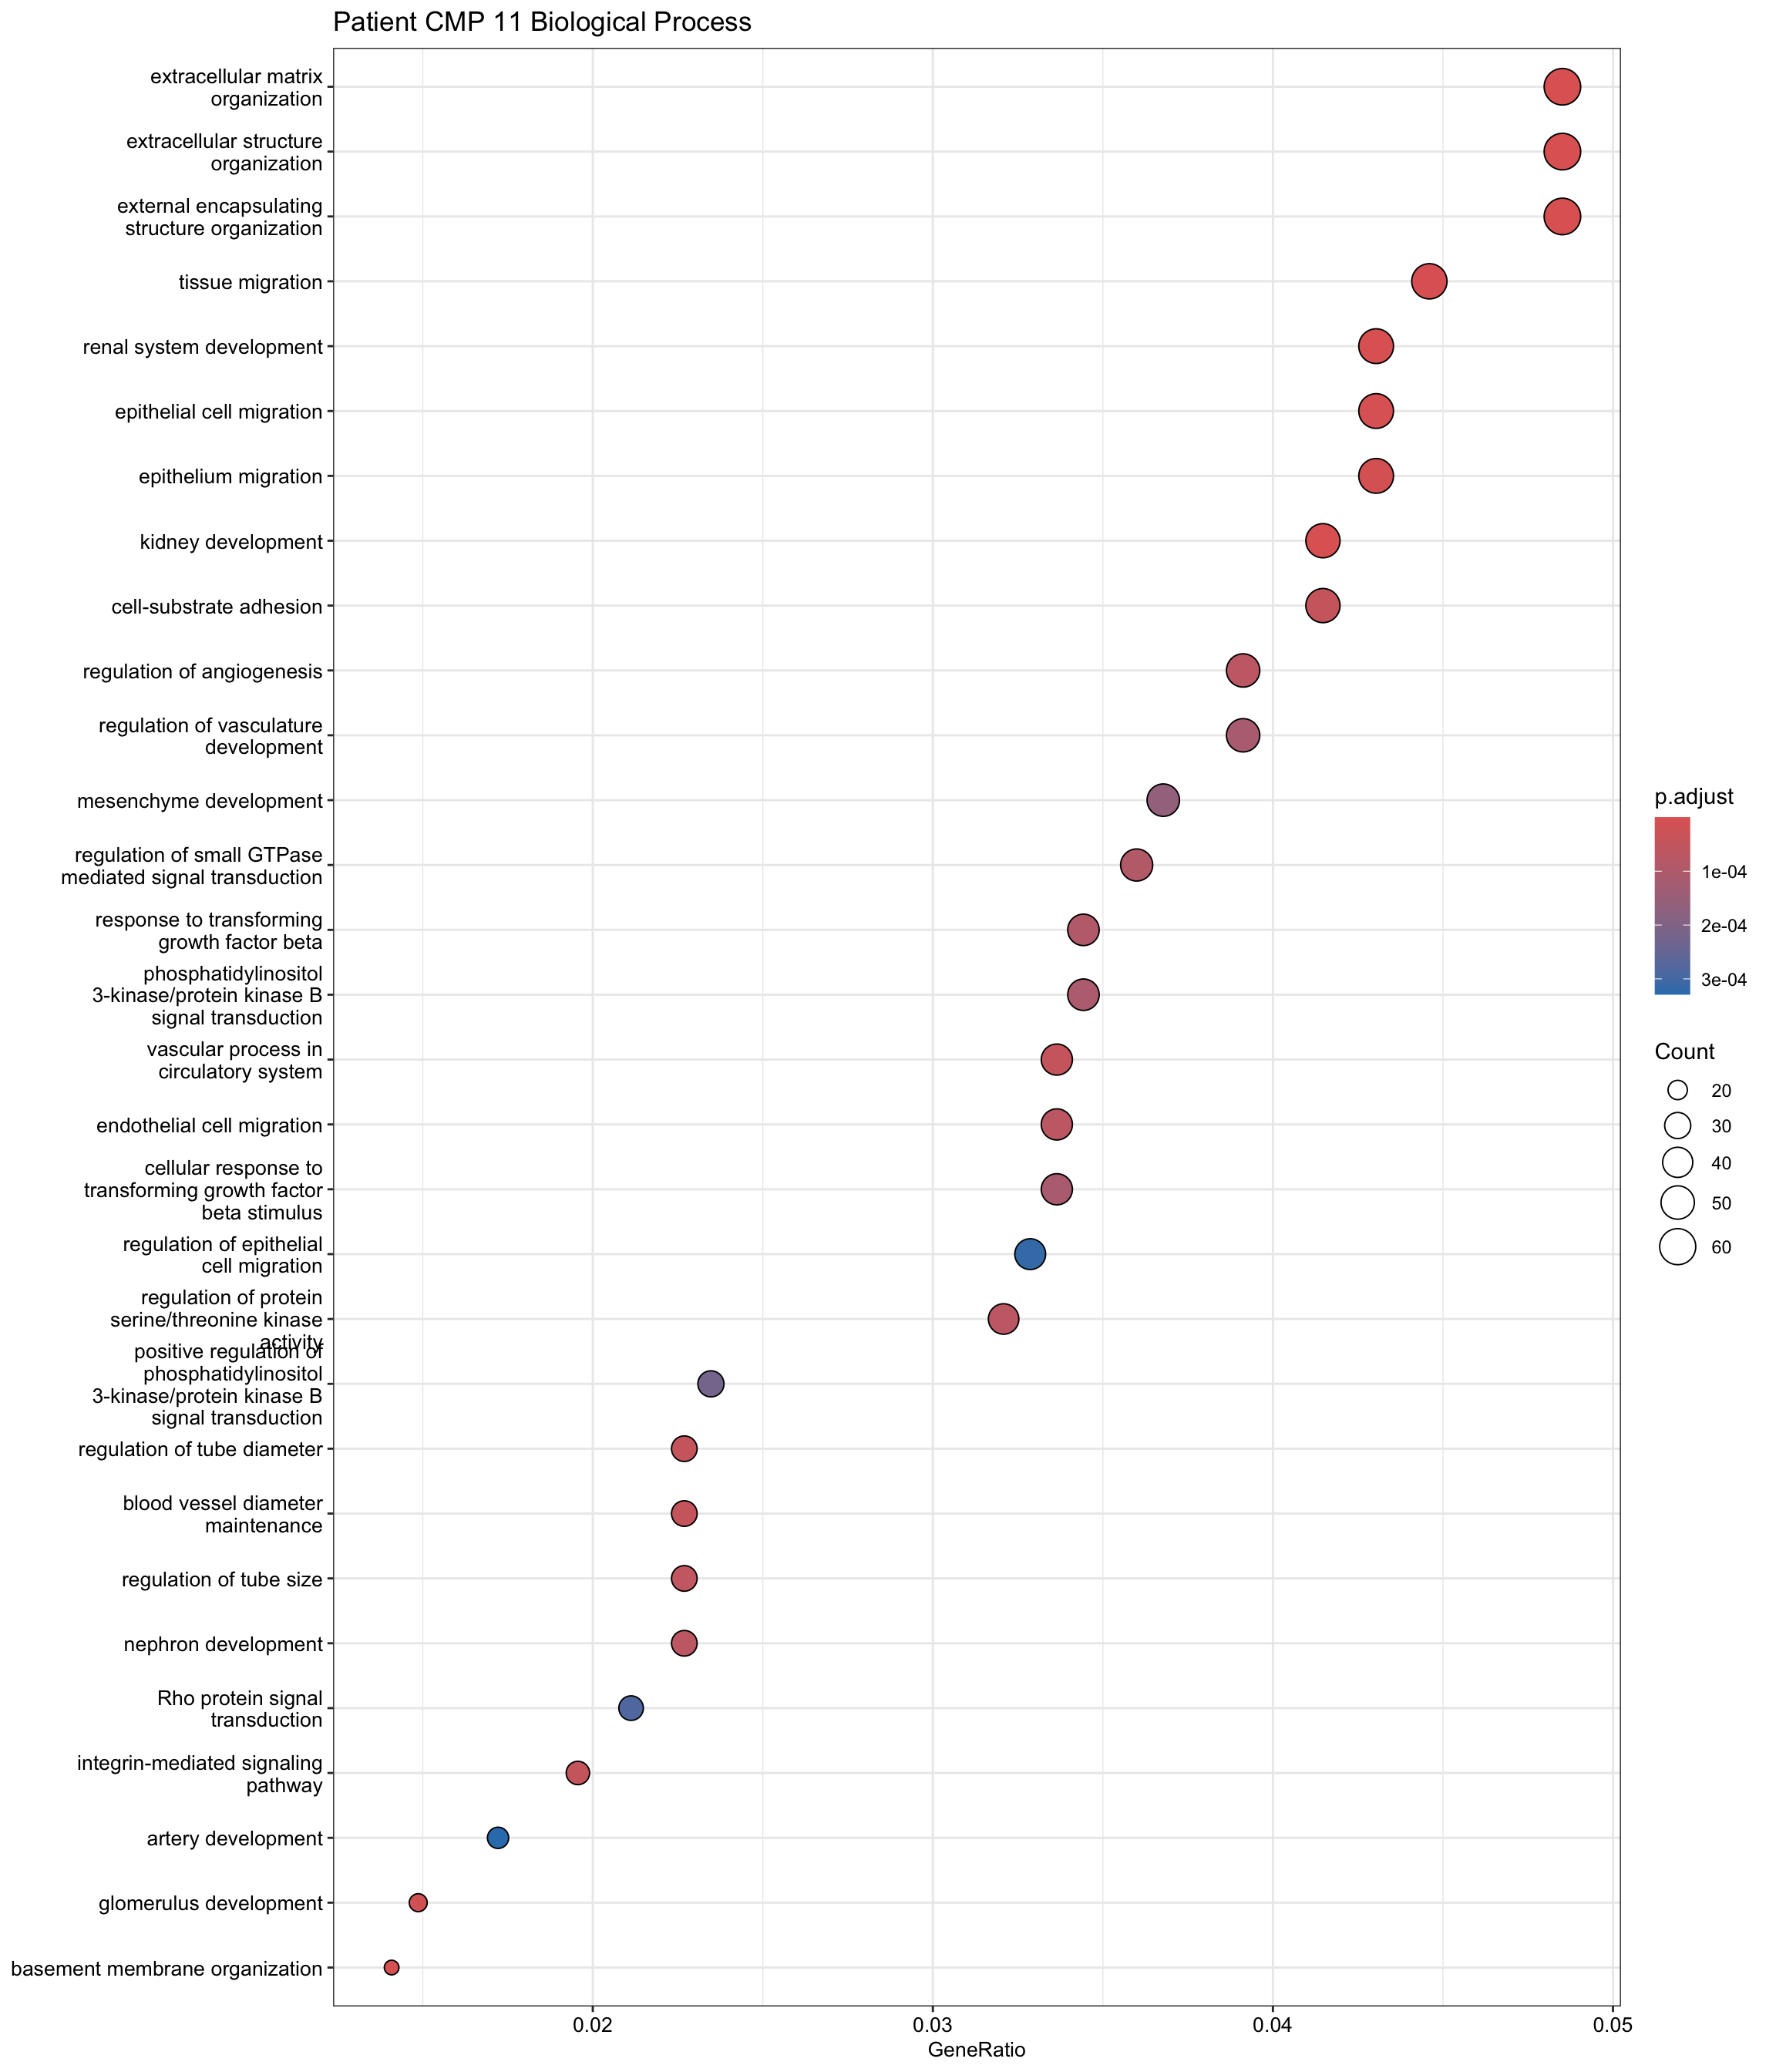 Patient CMP 11 Biological Process
extracellular matrix
organization
extracellular structure
organization
external encapsulating
structure organization
tissue migration
renal system development
epithelial cell migration
epithelium migration
kidney development
cell-substrate adhesion
regulation of angiogenesis
regulation of vasculature
development
mesenchyme development
regulation of small GTPase
mediated signal transduction
response to transforming
growth factor beta
phosphatidylinositol
3-kinase/protein kinase B
signal transduction
vascular process in
circulatory system
endothelial cell migration
cellular response to
transforming growth factor
beta stimulus
regulation of epithelial
cell migration
regulation of protein
serine/threonine kinase
activity
positive regulation of
phosphatidylinositol
3-kinase/protein kinase B
signal transduction
regulation of tube diameter
blood vessel diameter
maintenance
regulation of tube size
nephron development
Rho protein signal
transduction
integrin-mediated signaling
pathway
artery development
glomerulus development
basement membrane organization
0.02
0.03
0.04
0.05
GeneRatio
p.adjust
1e-04
2e-04
3e-04
Count
20
30
40
50
60